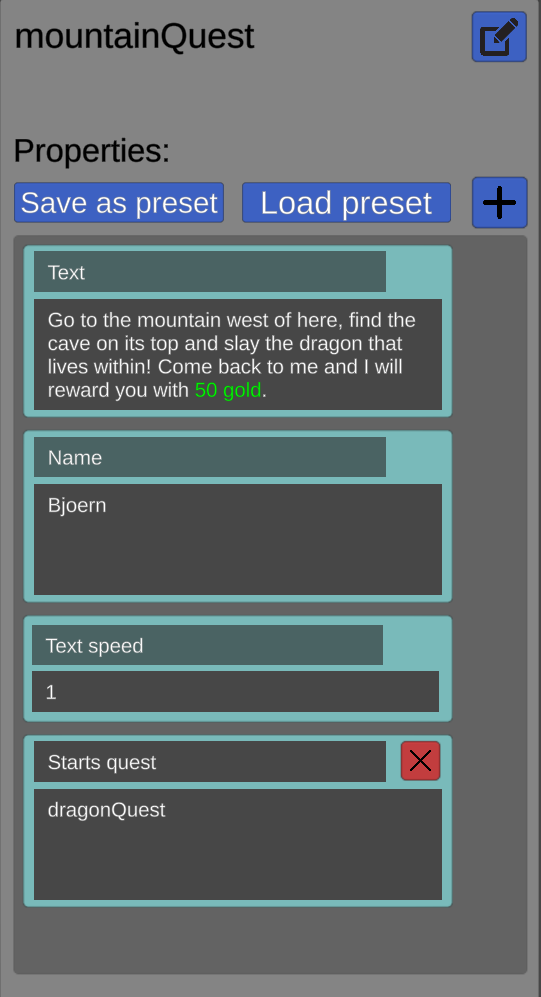 mountainQuest
Properties:
Save as preset
Load preset
Text
Go to the mountain west of here, find the
cave on its top and slay the dragon that
lives within! Come back to me and I will
reward you with 50 gold.
Name
Bjoern
Text speed
1
Starts quest
dragonQuest